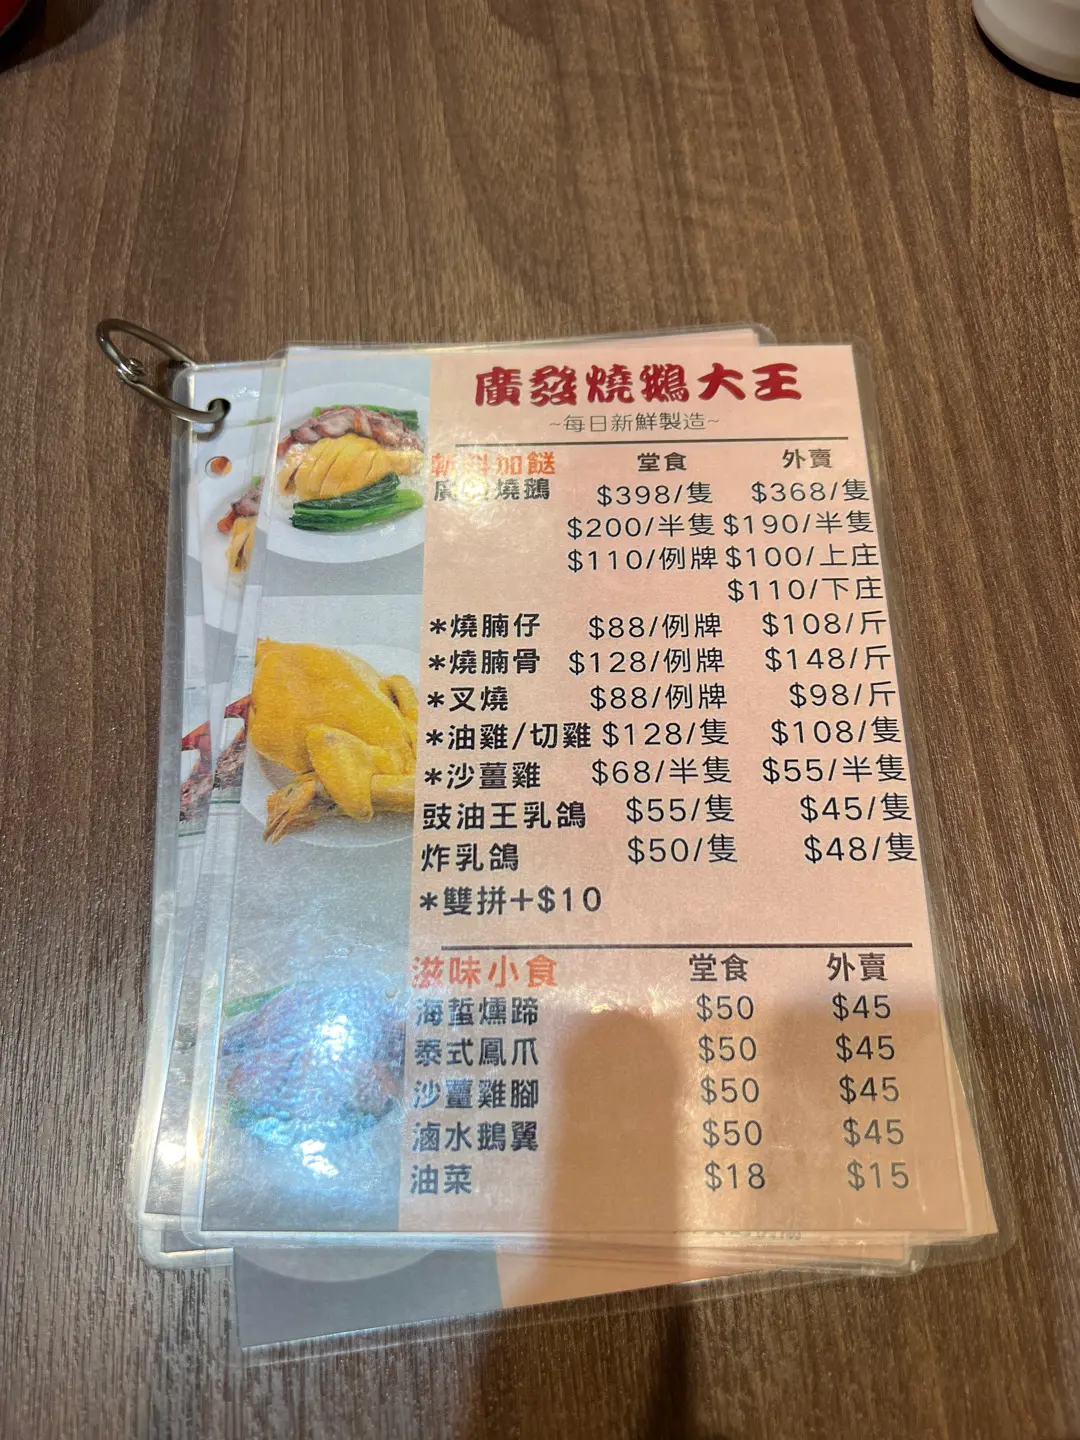 廣發燒鵝大王
~每日新鮮製造~
斬料加餸 堂食 外賣
廣發燒鵝 $398/隻 $368/隻
$200/半隻 $190/半隻
$110/例牌 $100/上庄
$110/下庄
*燒腩仔 $88/例牌 $108/斤
*燒腩骨 $128/例牌 $148/斤
*叉燒 $88/例牌 $98/斤
*油雞/切雞 $128/隻 $108/隻
*沙薑雞 $68/半隻 $55/半隻
豉油王乳鴿 $55/隻 $45/隻
炸乳鴿 $50/隻 $48/隻
*雙拼+$10
滋味小食 堂食 外賣
海蜇燻蹄 $50 $45
泰式鳳爪 $50 $45
沙薑雞腳 $50 $45
滷水鵝翼 $50 $45
油菜 $18 $15